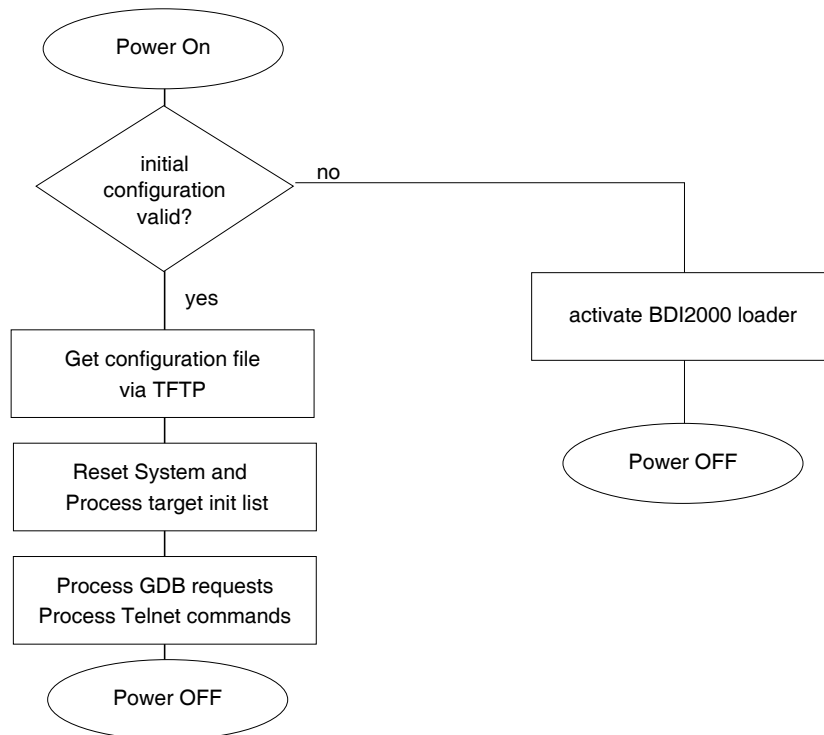 Power On
initial
configuration
valid?
no
yes
activate BDI2000 loader
Get configuration file
via TFTP
Reset System and
Process target init list
Power OFF
Process GDB requests
Process Telnet commands
Power OFF